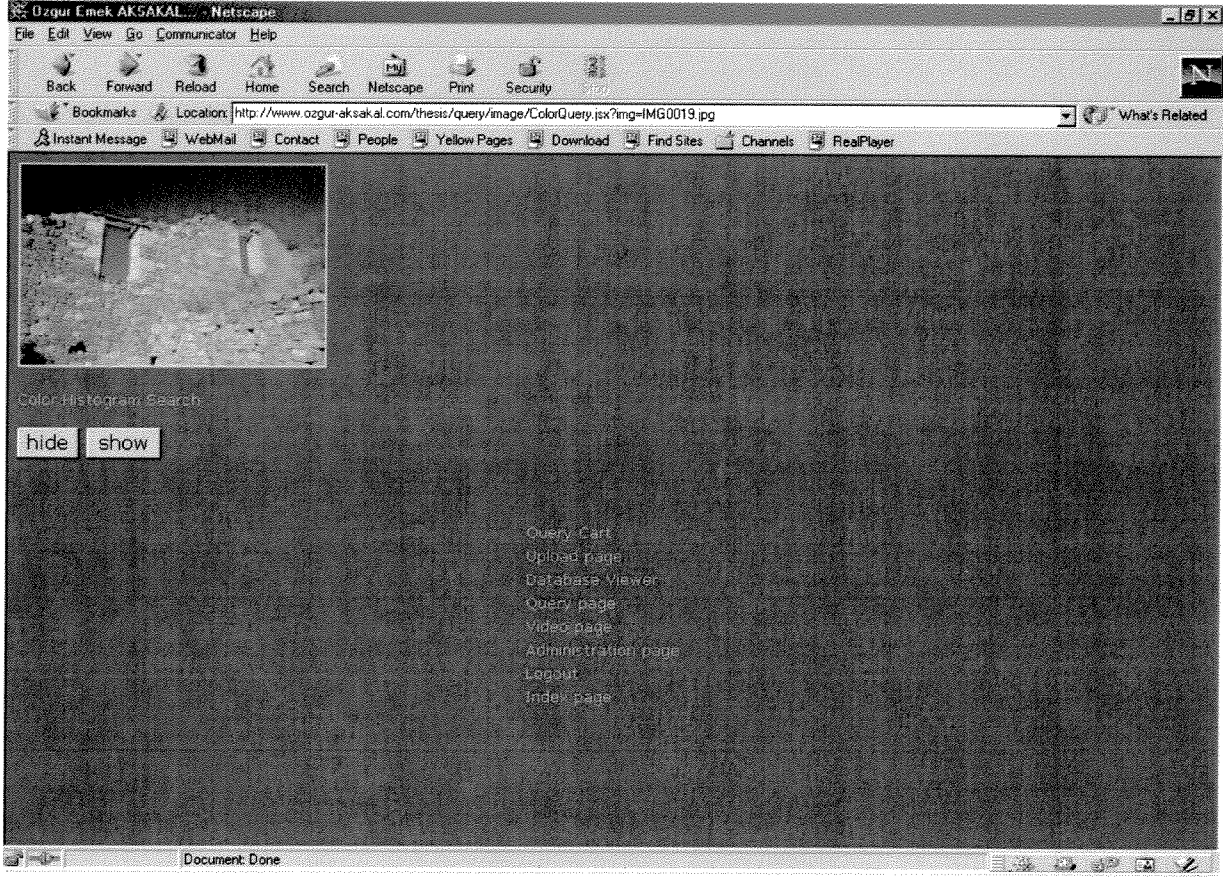 Ozgur Emek AKSAKAL... - Netscape
File Edit View Go Communicator Help
Back Forward Reload Home Search Netscape Print Security Stop
Bookmarks Location: http://www.ozgur-aksakal.com/thesis/query/image/ColorQuery.jsx?img=IMG0019.jpg What's Related
Instant Message WebMail Contact People Yellow Pages Download Find Sites Channels RealPlayer
Color Histogram Search
hide show
Query Cart
Upload page
Database Viewer
Query page
Video page
Administration page
Logout
Index page
Document: Done